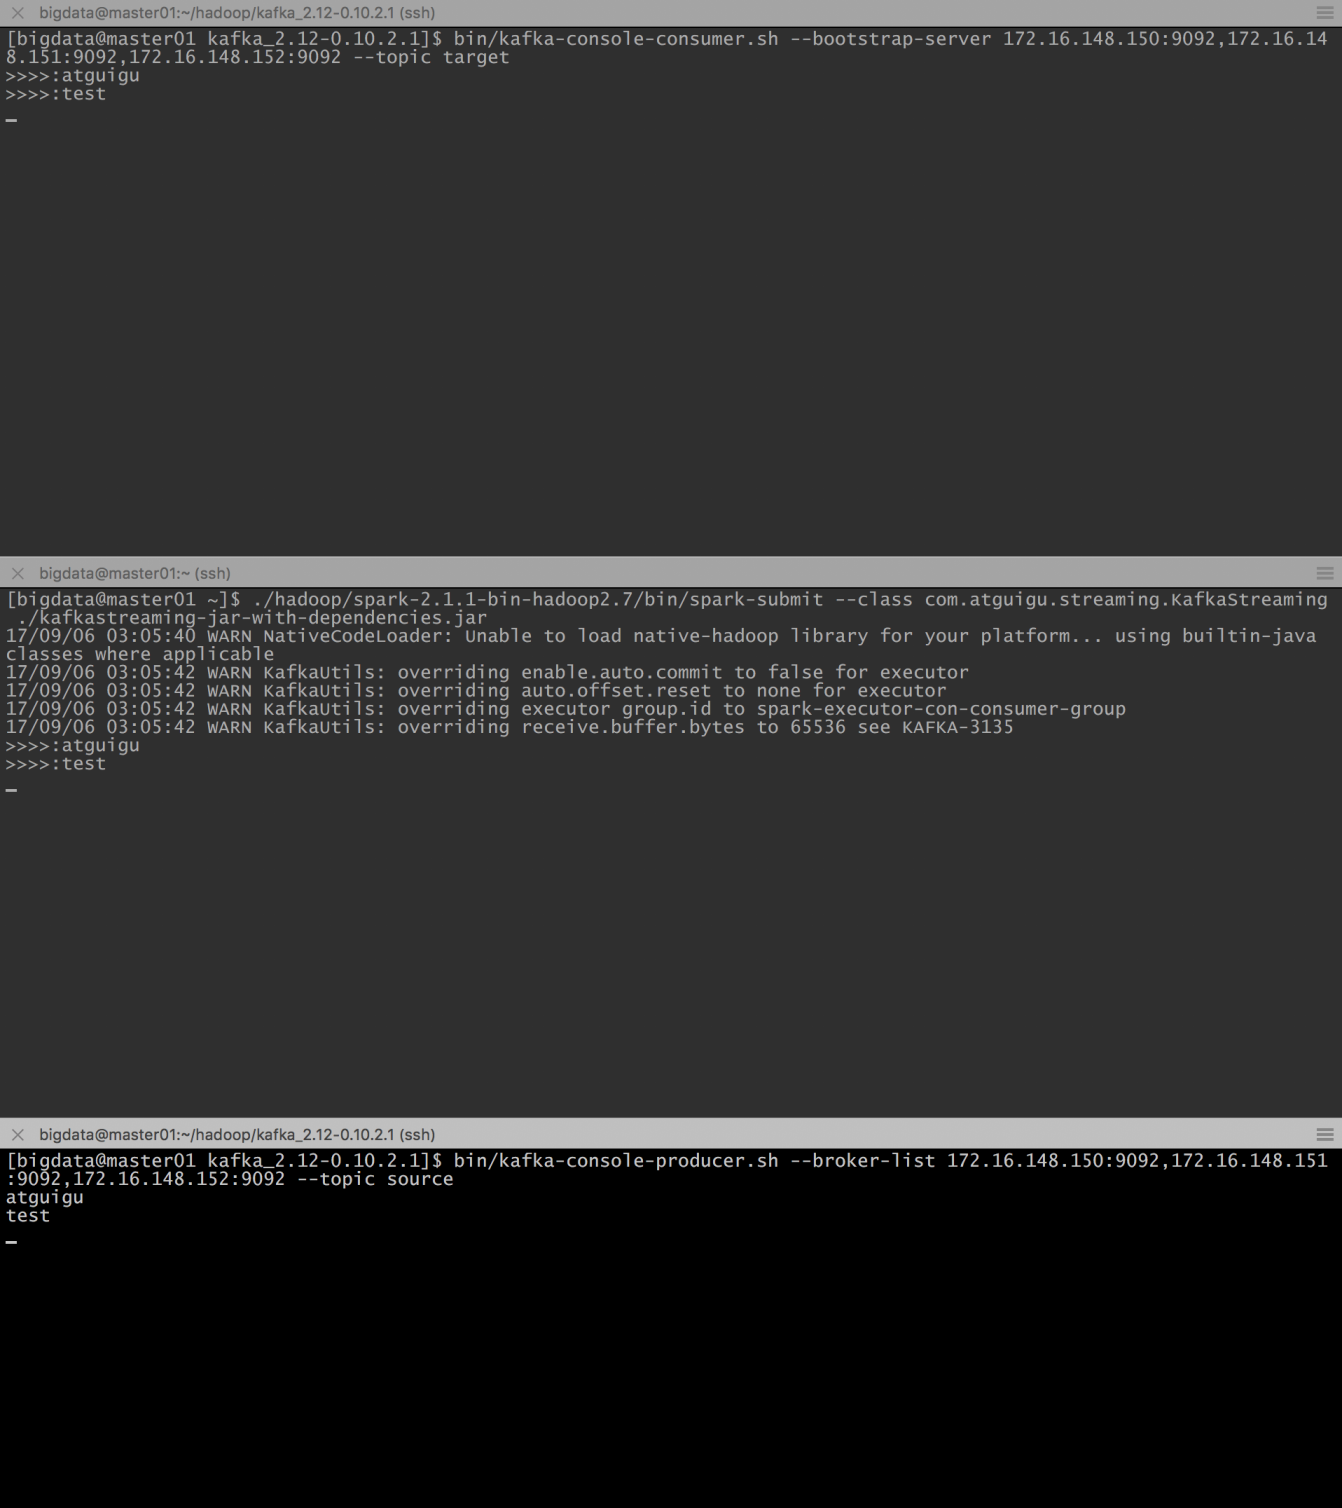 bigdata@master01:~/hadoop/kafka_2.12-0.10.2.1 (ssh)
[bigdata@master01 kafka_2.12-0.10.2.1]$ bin/kafka-console-consumer.sh --bootstrap-server 172.16.148.150:9092,172.16.14
8.151:9092,172.16.148.152:9092 --topic target
>>>>:atguigu
>>>>:test
bigdata@master01:~ (ssh)
[bigdata@master01 ~]$ ./hadoop/spark-2.1.1-bin-hadoop2.7/bin/spark-submit --class com.atguigu.streaming.KafkaStreaming
./kafkastreaming-jar-with-dependencies.jar
17/09/06 03:05:40 WARN NativeCodeLoader: Unable to load native-hadoop library for your platform... using builtin-java
classes where applicable
17/09/06 03:05:42 WARN KafkaUtils: overriding enable.auto.commit to false for executor
17/09/06 03:05:42 WARN KafkaUtils: overriding auto.offset.reset to none for executor
17/09/06 03:05:42 WARN KafkaUtils: overriding executor group.id to spark-executor-con-consumer-group
17/09/06 03:05:42 WARN KafkaUtils: overriding receive.buffer.bytes to 65536 see KAFKA-3135
>>>>:atguigu
>>>>:test
bigdata@master01:~/hadoop/kafka_2.12-0.10.2.1 (ssh)
[bigdata@master01 kafka_2.12-0.10.2.1]$ bin/kafka-console-producer.sh --broker-list 172.16.148.150:9092,172.16.148.151
:9092,172.16.148.152:9092 --topic source
atguigu
test